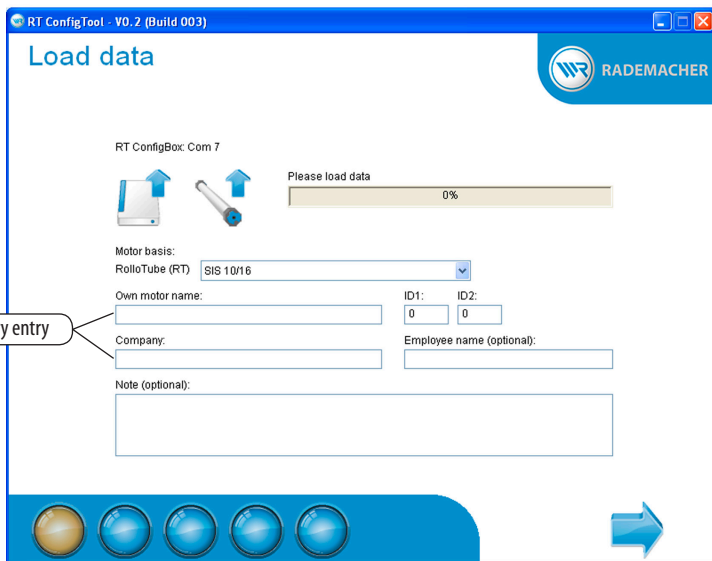 RT ConfigTool - V0.2 (Build 003)
Load data
RADEMACHER
RT ConfigBox: Com 7
Please load data
0%
Motor basis:
RolloTube (RT) SIS 10/16
Own motor name: ID1: ID2:
0 0
entry
Company: Employee name (optional):
Note (optional):